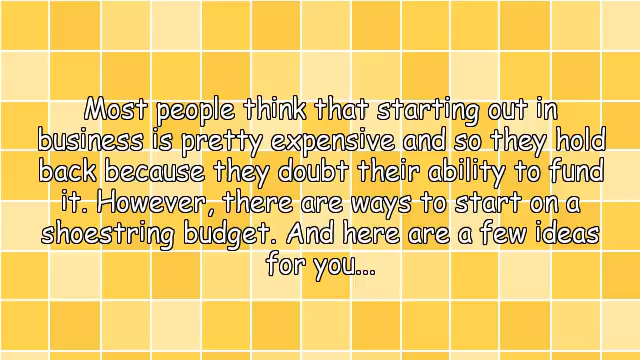 Most people think that starting out in
business is pretty expensive and so they hold
back because they doubt their ability to fund
it. However, there are ways to start on a
shoestring budget. And here are a few ideas
for you...